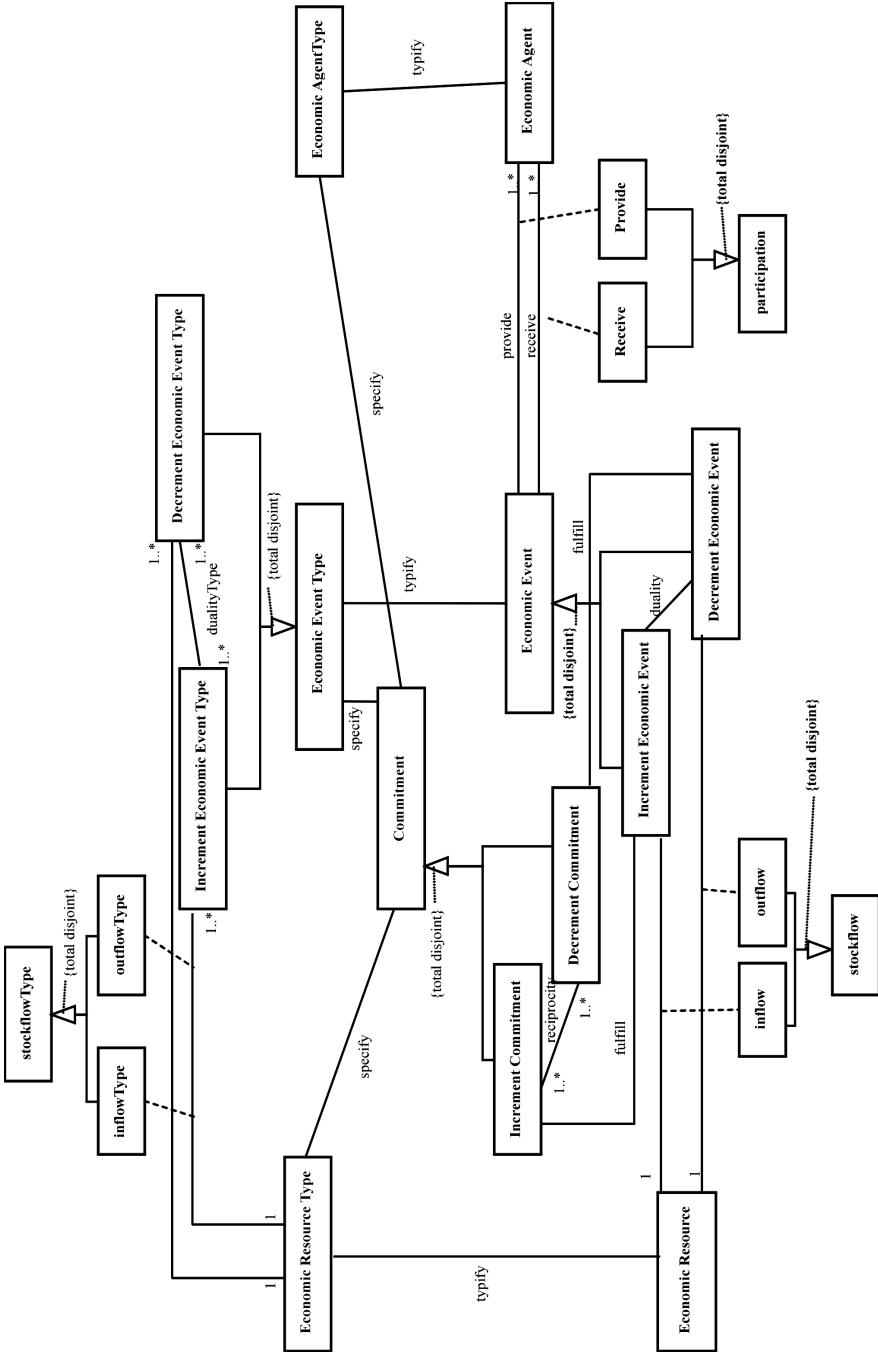 stockflowType
{total disjoint}
inflowType
outflowType
Increment Economic Event Type
Decrement Economic Event Type
1..*
1..*
dualityType
1..*
1..*
{total disjoint}
1
1
Economic Resource Type
Economic Event Type
Economic AgentType
specify
specify
specify
Commitment
typify
typify
{total disjoint}
typify
Increment Commitment
Economic Event
Economic Agent
provide
receive
1..*
1..*
reciprocity
1..*
1..*
Decrement Commitment
{total disjoint}
fulfill
fulfill
Receive
Provide
1
Increment Economic Event
duality
Economic Resource
1
Decrement Economic Event
{total disjoint}
inflow
outflow
participation
{total disjoint}
stockflow